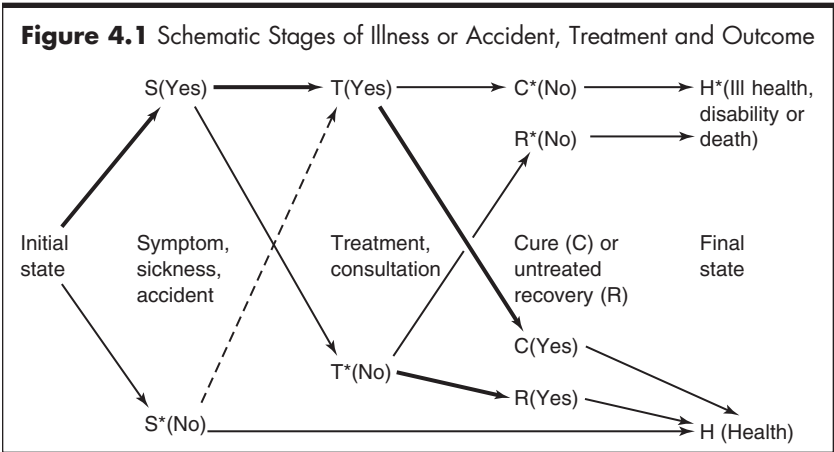 Figure 4.1 Schematic Stages of Illness or Accident, Treatment and Outcome
S(Yes) T(Yes) C*(No) H*(Ill health,
disability or
R*(No) death)
Initial Symptom, Treatment, Cure (C) or Final
state sickness, consultation untreated state
accident recovery (R)
C(Yes)
T*(No)
R(Yes)
S*(No)
H (Health)